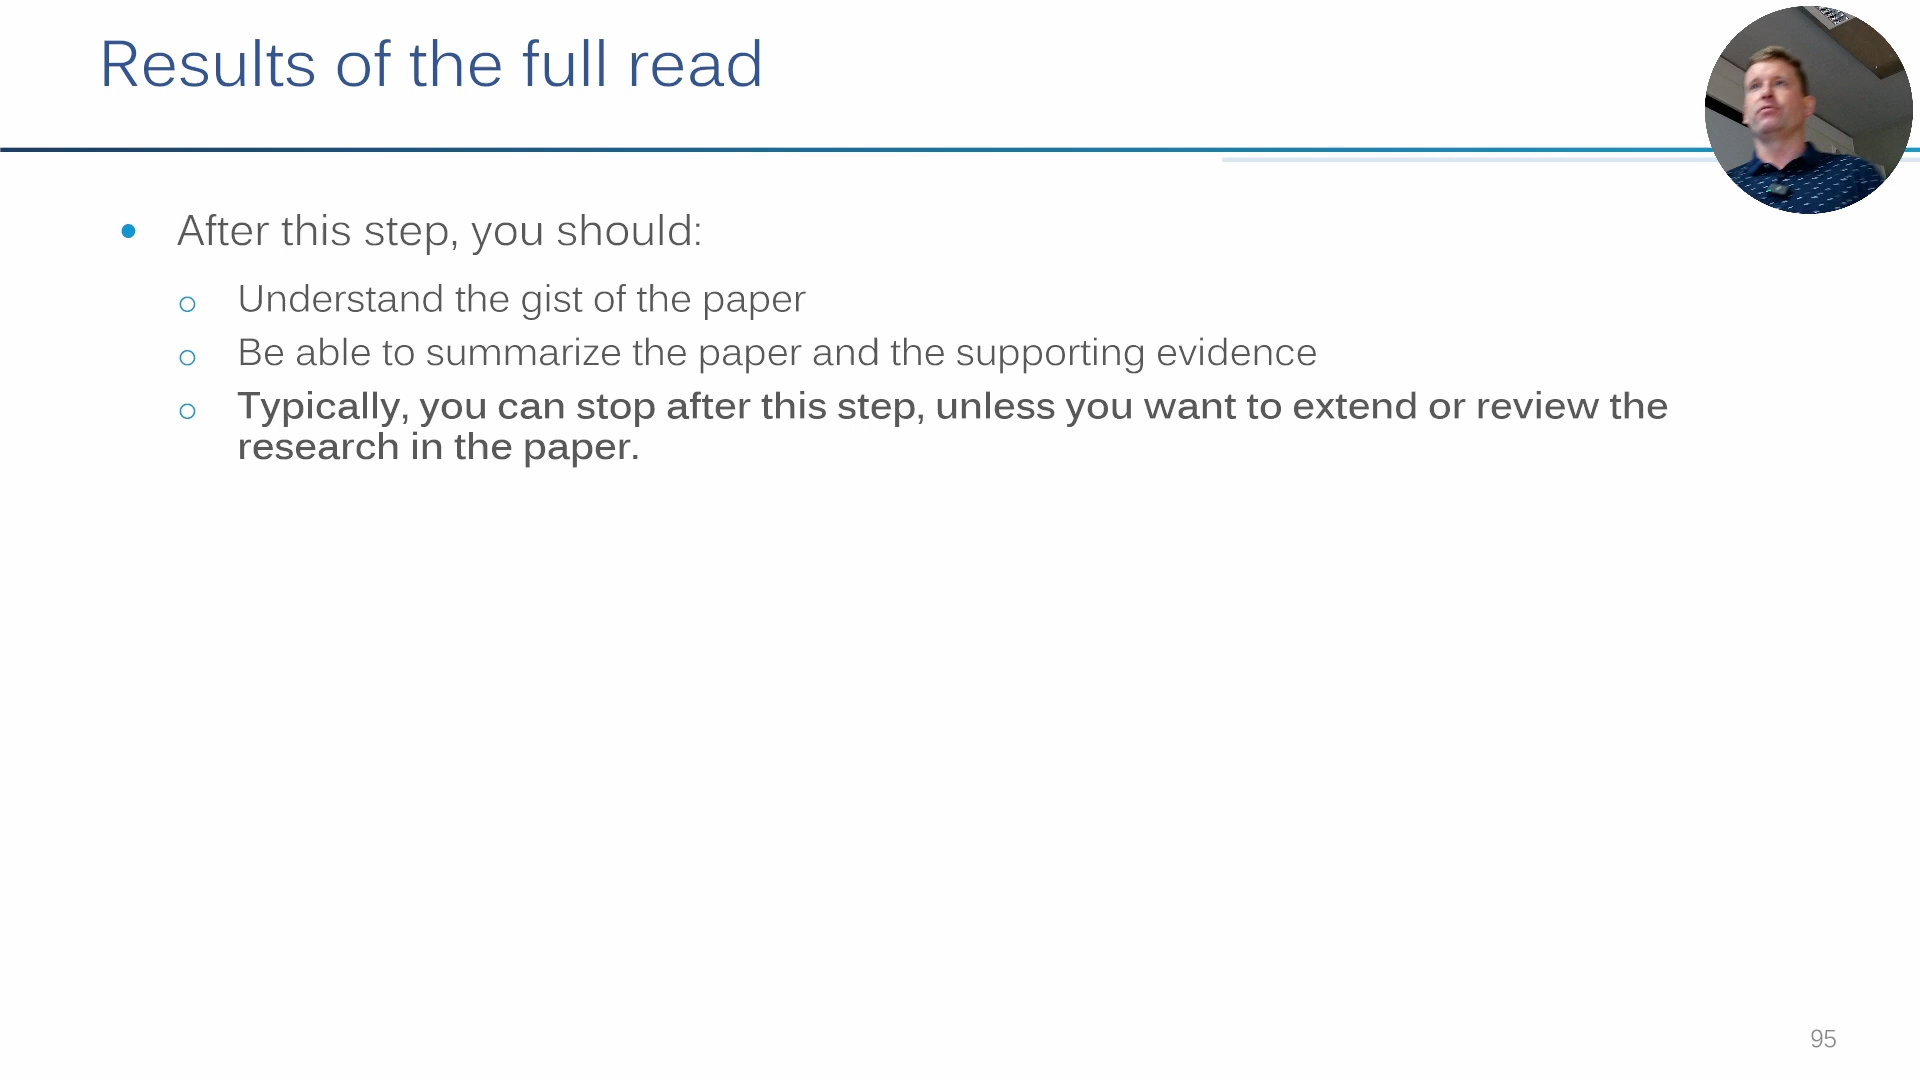 Results of the full read
• After this step, you should:
o Understand the gist of the paper
o Be able to summarize the paper and the supporting evidence
o Typically, you can stop after this step, unless you want to extend or review the
research in the paper.
95